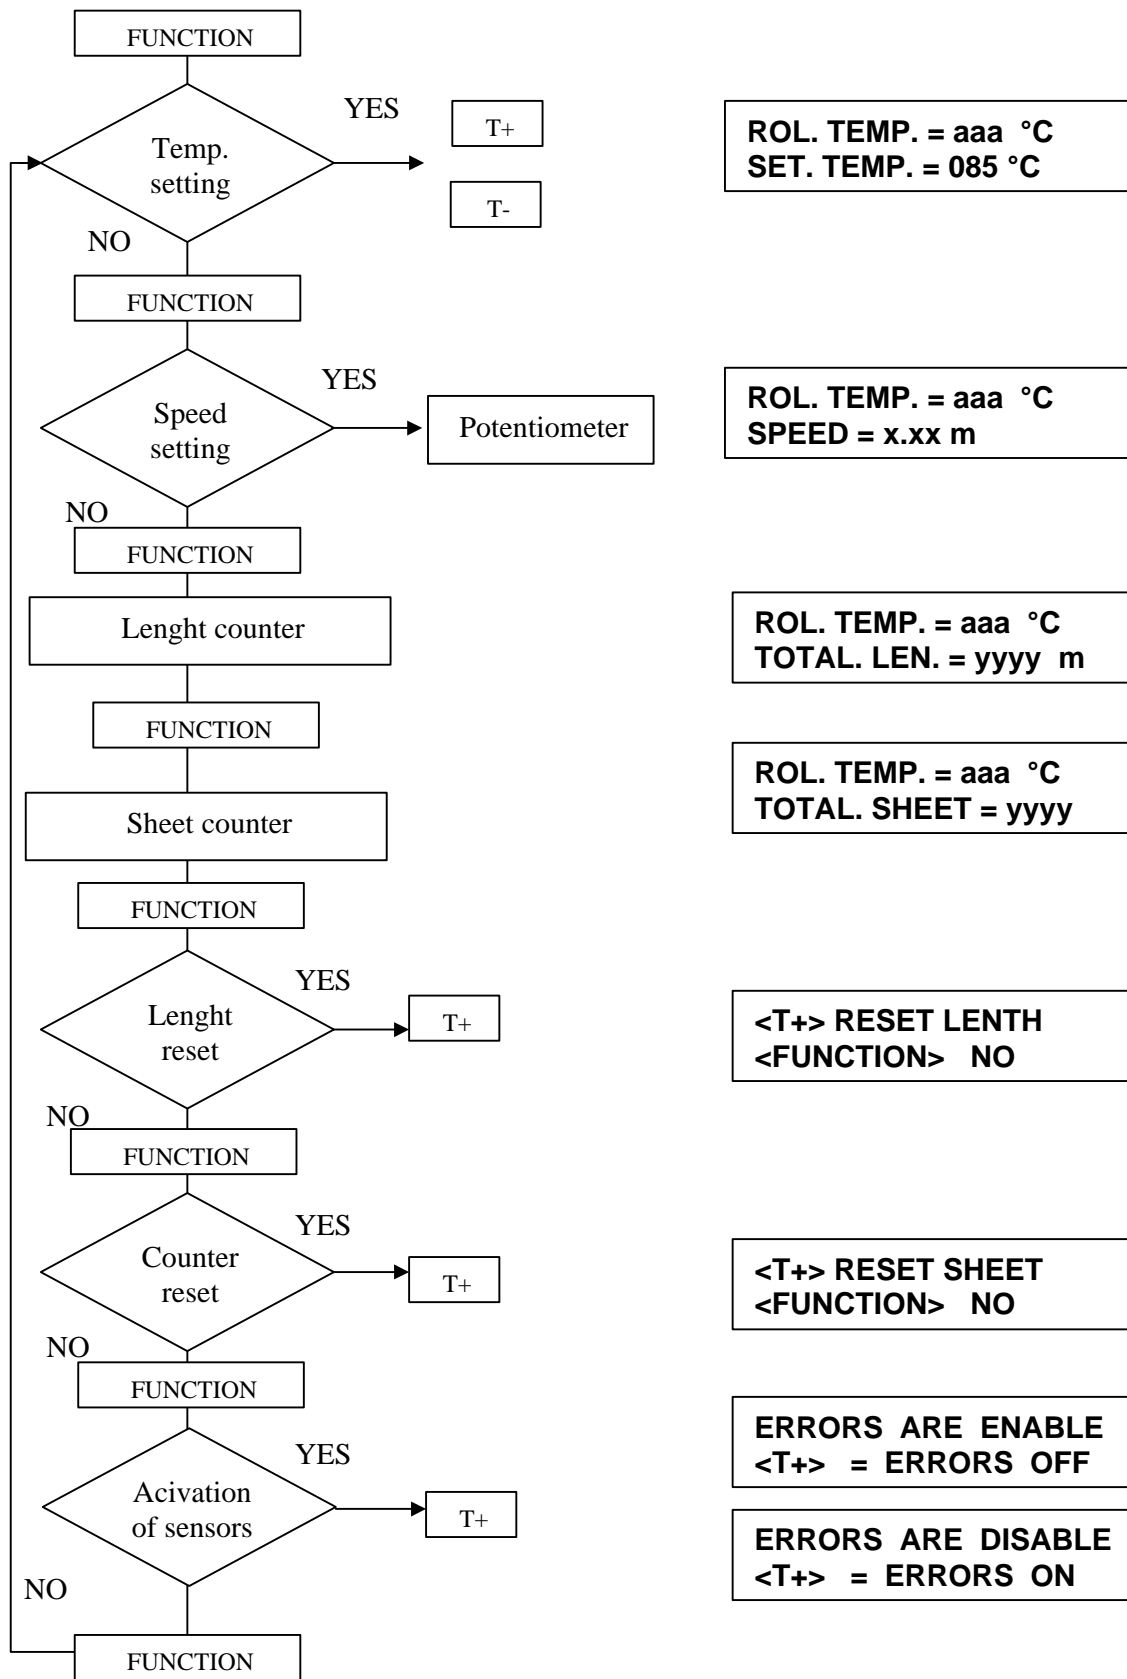 FUNCTION
YES
T+
Temp.
setting
T-
ROL. TEMP. = aaa °C
SET. TEMP. = 085 °C
NO
FUNCTION
YES
Speed
setting
Potentiometer
ROL. TEMP. = aaa °C
SPEED = x.xx m
NO
FUNCTION
Lenght counter
ROL. TEMP. = aaa °C
TOTAL. LEN. = yyyy m
FUNCTION
Sheet counter
ROL. TEMP. = aaa °C
TOTAL. SHEET = yyyy
FUNCTION
YES
Lenght
reset
T+
<T+> RESET LENTH
<FUNCTION> NO
NO
FUNCTION
YES
Counter
reset
T+
<T+> RESET SHEET
<FUNCTION> NO
NO
FUNCTION
YES
Acivation
of sensors
T+
ERRORS ARE ENABLE
<T+> = ERRORS OFF
ERRORS ARE DISABLE
<T+> = ERRORS ON
NO
FUNCTION